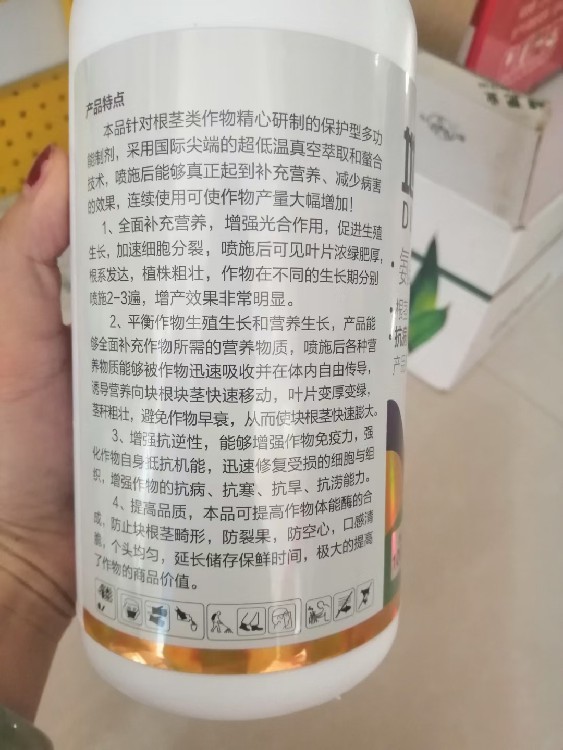 产品特点
本品针对根茎类作物精心研制的保护型多功
能制剂，采用国际尖端的超低温真空萃取和螯合
技术，喷施后能够真正起到补充营养、减少病害
的效果，连续使用可使作物产量大幅增加！
1、全面补充营养，增强光合作用，促进生殖
生长，加速细胞分裂，喷施后可见叶片浓绿肥厚，
根系发达，植株粗壮，作物在不同的生长期分别
喷施2-3遍，增产效果非常明显。
2、平衡作物生殖生长和营养生长，产品能
够全面补充作物所需的营养物质，喷施后各种营
养物质能够被作物迅速吸收并在体内自由传导，
诱导营养向块根块茎快速移动，叶片变厚变绿，
茎秆粗壮，避免作物早衰，从而使块根茎快速膨大。
3、增强抗逆性，能够增强作物免疫力，强
化作物自身抵抗机能，迅速修复受损的细胞与组
织，增强作物的抗病、抗寒、抗旱、抗涝能力。
4、提高品质，本品可提高作物体能酶的合
成，防止块根茎畸形，防裂果，防空心，口感清
脆，个头均匀，延长储存保鲜时间，极大的提高
了作物的商品价值。
D
抗病
产